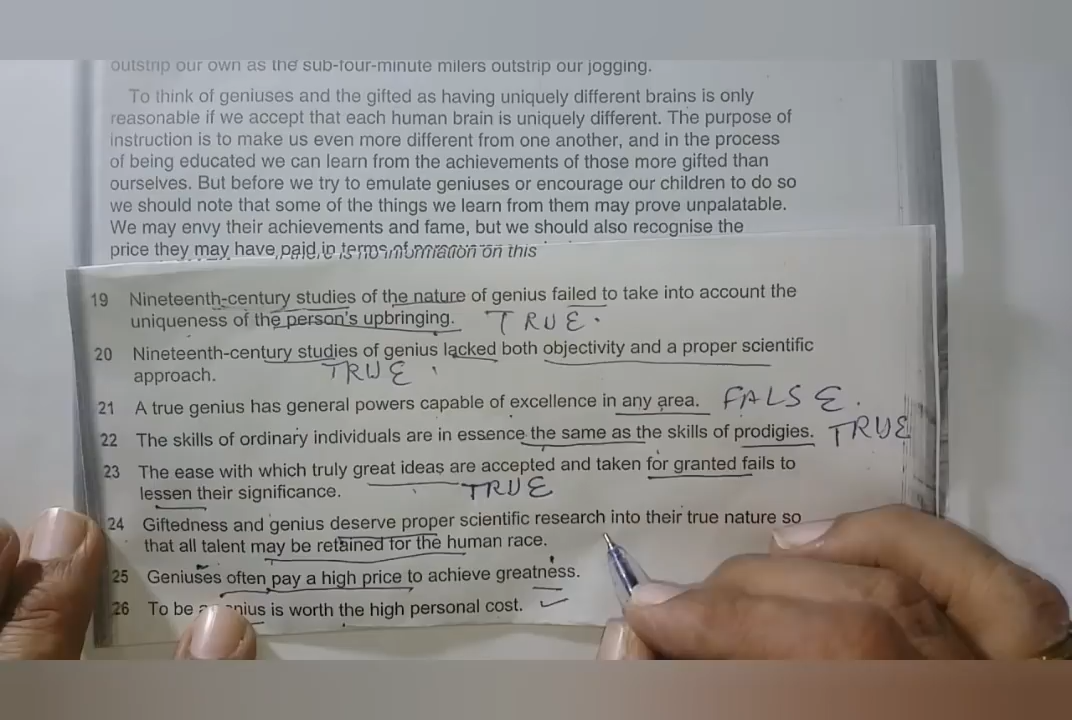 outstrip our own as the sub-four-minute milers outstrip our jogging.
To think of geniuses and the gifted as having uniquely different brains is only
reasonable if we accept that each human brain is uniquely different. The purpose of
instruction is to make us even more different from one another, and in the process
of being educated we can learn from the achievements of those more gifted than
ourselves. But before we try to emulate geniuses or encourage our children to do so
we should note that some of the things we learn from them may prove unpalatable.
We may envy their achievements and fame, but we should also recognise the
price they may have paid in terms of
19 Nineteenth-century studies of the nature of genius failed to take into account the
uniqueness of the person's upbringing. TRUE.
20 Nineteenth-century studies of genius lacked both objectivity and a proper scientific
approach. TRUE
21 A true genius has general powers capable of excellence in any area. FALSE.
22 The skills of ordinary individuals are in essence the same as the skills of prodigies. TRUE
23 The ease with which truly great ideas are accepted and taken for granted fails to
lessen their significance. TRUE
24 Giftedness and genius deserve proper scientific research into their true nature so
that all talent may be retained for the human race.
25 Geniuses often pay a high price to achieve greatness.
26 To be is worth the high personal cost.